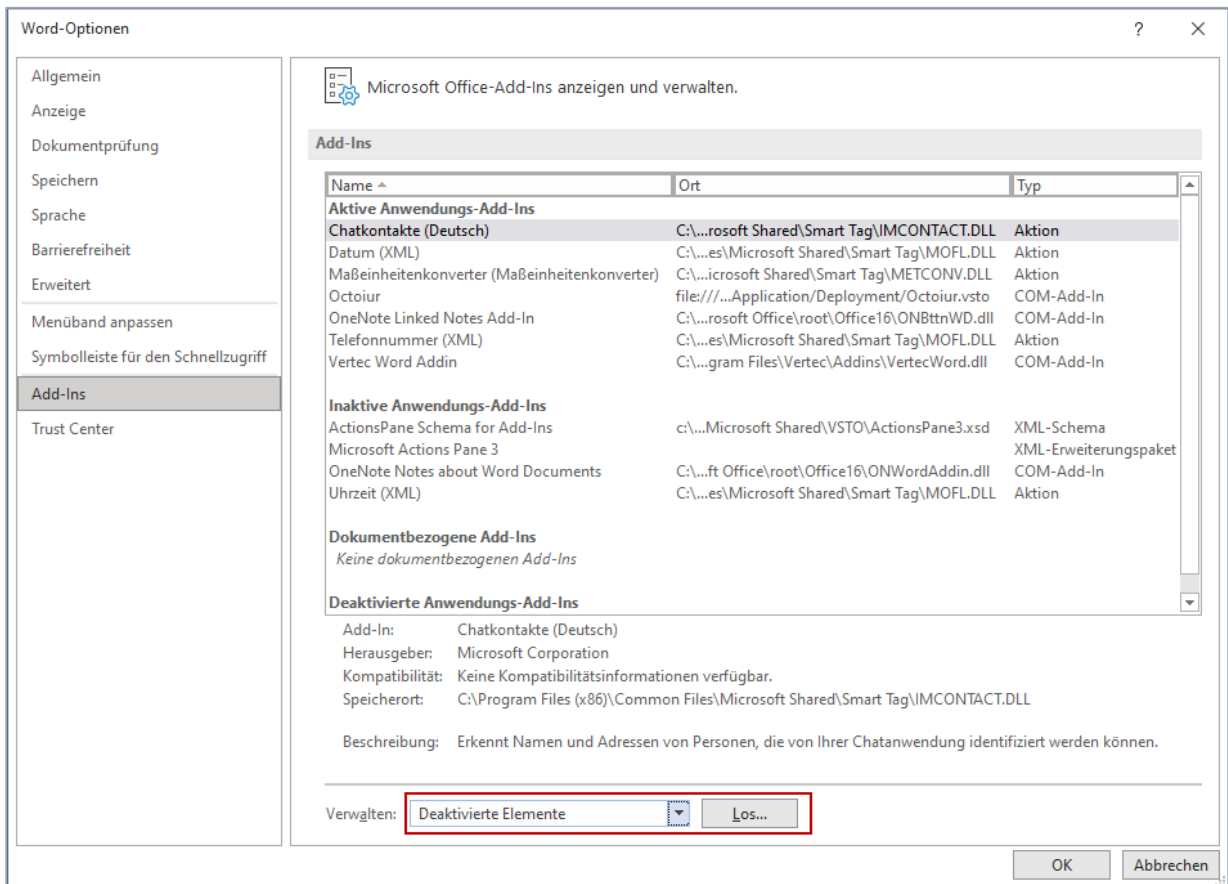 Word-Optionen
?
Allgemein
Anzeige
Dokumentprüfung
Speichern
Sprache
Barrierefreiheit
Erweitert
Menüband anpassen
Symbolleiste für den Schnellzugriff
Add-Ins
Trust Center
Microsoft Office-Add-Ins anzeigen und verwalten.
Add-Ins
Name Ort Typ
Aktive Anwendungs-Add-Ins
Chatkontakte (Deutsch) C:\...rosoft Shared\Smart Tag\IMCONTACT.DLL Aktion
Datum (XML) C:\...es\Microsoft Shared\Smart Tag\MOFL.DLL Aktion
Maßeinheitenkonverter (Maßeinheitenkonverter) C:\...icrosoft Shared\Smart Tag\METCONV.DLL Aktion
Octoiur file:///...Application/Deployment/Octoiur.vsto COM-Add-In
OneNote Linked Notes Add-In C:\...rosoft Office\root\Office16\ONBttnWD.dll COM-Add-In
Telefonnummer (XML) C:\...es\Microsoft Shared\Smart Tag\MOFL.DLL Aktion
Vertec Word Addin C:\...gram Files\Vertec\Addins\VertecWord.dll COM-Add-In
Inaktive Anwendungs-Add-Ins
ActionsPane Schema for Add-Ins c:\...Microsoft Shared\VSTO\ActionsPane3.xsd XML-Schema
Microsoft Actions Pane 3 XML-Erweiterungspaket
OneNote Notes about Word Documents C:\...ft Office\root\Office16\ONWordAddin.dll COM-Add-In
Uhrzeit (XML) C:\...es\Microsoft Shared\Smart Tag\MOFL.DLL Aktion
Dokumentbezogene Add-Ins
Keine dokumentbezogenen Add-Ins
Deaktivierte Anwendungs-Add-Ins
Add-In: Chatkontakte (Deutsch)
Herausgeber: Microsoft Corporation
Kompatibilität: Keine Kompatibilitätsinformationen verfügbar.
Speicherort: C:\Program Files (x86)\Common Files\Microsoft Shared\Smart Tag\IMCONTACT.DLL
Beschreibung: Erkennt Namen und Adressen von Personen, die von Ihrer Chatanwendung identifiziert werden können.
Verwalten: Deaktivierte Elemente Los...
OK Abbrechen